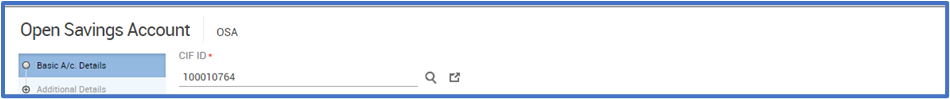 Open Savings Account OSA
Basic A/c. Details
CIF ID *
100010764
Additional Details